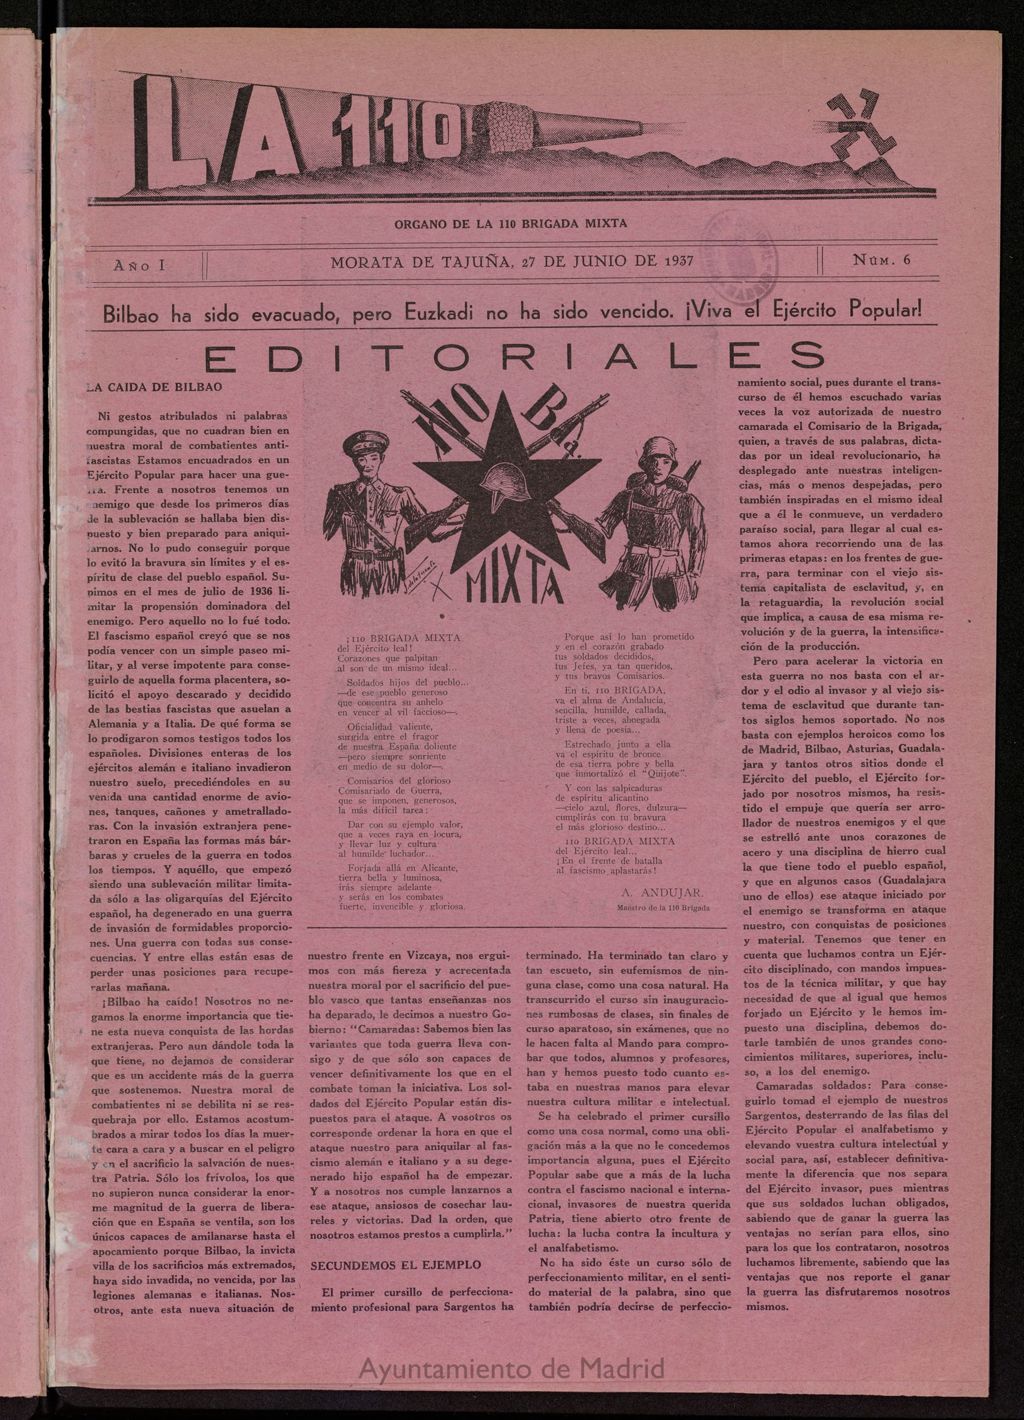 LA 110
ORGANO DE LA 110 BRIGADA MIXTA
AÑO I
MORATA DE TAJUÑA, 27 DE JUNIO DE 1937
NÚM. 6
Bilbao ha sido evacuado, pero Euzkadi no ha sido vencido. ¡Viva el Ejército Popular!
EDITORIALES
LA CAIDA DE BILBAO
Ni gestos atribulados ni palabras
compungidas, que no cuadran bien en
nuestra moral de combatientes anti-
fascistas Estamos encuadrados en un
Ejército Popular para hacer una gue-
rra. Frente a nosotros tenemos un
enemigo que desde los primeros días
de la sublevación se hallaba bien dis-
puesto y bien preparado para aniqui-
larnos. No lo pudo conseguir porque
lo evitó la bravura sin límites y el es-
píritu de clase del pueblo español. Su-
pimos en el mes de julio de 1936 li-
mitar la propensión dominadora del
enemigo. Pero aquello no lo fué todo.
El fascismo español creyó que se nos
podía vencer con un simple paseo mi-
litar, y al verse impotente para conse-
guirlo de aquella forma placentera, so-
licitó el apoyo descarado y decidido
de las bestias fascistas que asuelan a
Alemania y a Italia. De qué forma se
lo prodigaron somos testigos todos los
españoles. Divisiones enteras de los
ejércitos alemán e italiano invadieron
nuestro suelo, precediéndoles en su
venida una cantidad enorme de avio-
nes, tanques, cañones y ametrallado-
ras. Con la invasión extranjera pene-
traron en España las formas más bár-
baras y crueles de la guerra en todos
los tiempos. Y aquéllo, que empezó
siendo una sublevación militar limita-
da sólo a las oligarquías del Ejército
español, ha degenerado en una guerra
de invasión de formidables proporcio-
nes. Una guerra con todas sus conse-
cuencias. Y entre ellas están esas de
perder unas posiciones para recupe-
rarlas mañana.
¡Bilbao ha caído! Nosotros no ne-
gamos la enorme importancia que tie-
ne esta nueva conquista de las hordas
extranjeras. Pero aun dándole toda la
que tiene, no dejamos de considerar
que es un accidente más de la guerra
que sostenemos. Nuestra moral de
combatientes ni se debilita ni se res-
quebraja por ello. Estamos acostum-
brados a mirar todos los días la muer-
te cara a cara y a buscar en el peligro
y en el sacrificio la salvación de nues-
tra Patria. Sólo los frívolos, los que
no supieron nunca considerar la enor-
me magnitud de la guerra de libera-
ción que en España se ventila, son los
únicos capaces de amilanarse hasta el
apocamiento porque Bilbao, la invicta
villa de los sacrificios más extremados,
haya sido invadida, no vencida, por las
legiones alemanas e italianas. Nos-
otros, ante esta nueva situación de
NO Ba.
MIXTA
¡110 BRIGADA MIXTA
del Ejército leal!
Corazones que palpitan
al son de un mismo ideal...
Soldados hijos del pueblo...
—de ese pueblo generoso
que concentra su anhelo
en vencer al vil faccioso—.
Oficialidad valiente,
surgida entre el fragor
de nuestra España doliente
—pero siempre sonriente
en medio de su dolor—.
Comisarios del glorioso
Comisariado de Guerra,
que se imponen, generosos,
la más difícil tarea:
Dar con su ejemplo valor,
que a veces raya en locura,
y llevar luz y cultura
al humilde luchador...
Forjada allá en Alicante,
tierra bella y luminosa,
irás siempre adelante
y serás en los combates
fuerte, invencible y gloriosa.
Porque así lo han prometido
y en el corazón grabado
tus soldados decididos,
tus Jefes, ya tan queridos,
y tus bravos Comisarios.
En ti, 110 BRIGADA,
va el alma de Andalucía,
sencilla, humilde, callada,
triste a veces, abnegada
y llena de poesía...
Estrechado junto a ella
va el espíritu de bronce
de esa tierra pobre y bella
que inmortalizó el "Quijote".
Y con las salpicaduras
de espíritu alicantino
—cielo azul, flores, dulzura—
cumplirás con tu bravura
el más glorioso destino...
110 BRIGADA MIXTA
del Ejército leal...
¡En el frente de batalla
al fascismo aplastarás!
A. ANDUJAR.
Maestro de la 110 Brigada
nuestro frente en Vizcaya, nos ergui-
mos con más fiereza y acrecentada
nuestra moral por el sacrificio del pue-
blo vasco que tantas enseñanzas nos
ha deparado, le decimos a nuestro Go-
bierno: "Camaradas: Sabemos bien las
variantes que toda guerra lleva con-
sigo y de que sólo son capaces de
vencer definitivamente los que en el
combate toman la iniciativa. Los sol-
dados del Ejército Popular están dis-
puestos para el ataque. A vosotros os
corresponde ordenar la hora en que el
ataque nuestro para aniquilar al fas-
cismo alemán e italiano y a su dege-
nerado hijo español ha de empezar.
Y a nosotros nos cumple lanzarnos a
ese ataque, ansiosos de cosechar lau-
reles y victorias. Dad la orden, que
nosotros estamos prestos a cumplirla."
SECUNDEMOS EL EJEMPLO
El primer cursillo de perfecciona-
miento profesional para Sargentos ha
terminado. Ha terminado tan claro y
tan escueto, sin eufemismos de nin-
guna clase, como una cosa natural. Ha
transcurrido el curso sin inauguracio-
nes rumbosas de clases, sin finales de
curso aparatoso, sin exámenes, que no
le hacen falta al Mando para compro-
bar que todos, alumnos y profesores,
han y hemos puesto todo cuanto es-
taba en nuestras manos para elevar
nuestra cultura militar e intelectual.
Se ha celebrado el primer cursillo
como una cosa normal, como una obli-
gación más a la que no le concedemos
importancia alguna, pues el Ejército
Popular sabe que a más de la lucha
contra el fascismo nacional e interna-
cional, invasores de nuestra querida
Patria, tiene abierto otro frente de
lucha: la lucha contra la incultura y
el analfabetismo.
No ha sido éste un curso sólo de
perfeccionamiento militar, en el senti-
do material de la palabra, sino que
también podría decirse de perfeccio-
namiento social, pues durante el trans-
curso de él hemos escuchado varias
veces la voz autorizada de nuestro
camarada el Comisario de la Brigada,
quien, a través de sus palabras, dicta-
das por un ideal revolucionario, ha
desplegado ante nuestras inteligen-
cias, más o menos despejadas, pero
también inspiradas en el mismo ideal
que a él le conmueve, un verdadero
paraíso social, para llegar al cual es-
tamos ahora recorriendo una de las
primeras etapas: en los frentes de gue-
rra, para terminar con el viejo sis-
tema capitalista de esclavitud, y, en
la retaguardia, la revolución social
que implica, a causa de esa misma re-
volución y de la guerra, la intensifica-
ción de la producción.
Pero para acelerar la victoria en
esta guerra no nos basta con el ar-
dor y el odio al invasor y al viejo sis-
tema de esclavitud que durante tan-
tos siglos hemos soportado. No nos
basta con ejemplos heroicos como los
de Madrid, Bilbao, Asturias, Guadala-
jara y tantos otros sitios donde el
Ejército del pueblo, el Ejército for-
jado por nosotros mismos, ha resis-
tido el empuje que quería ser arro-
llador de nuestros enemigos y el que
se estrelló ante unos corazones de
acero y una disciplina de hierro cual
la que tiene todo el pueblo español,
y que en algunos casos (Guadalajara
uno de ellos) ese ataque iniciado por
el enemigo se transforma en ataque
nuestro, con conquistas de posiciones
y material. Tenemos que tener en
cuenta que luchamos contra un Ejér-
cito disciplinado, con mandos impues-
tos de la técnica militar, y que hay
necesidad de que al igual que hemos
forjado un Ejército y le hemos im-
puesto una disciplina, debemos do-
tarle también de unos grandes cono-
cimientos militares, superiores, inclu-
so, a los del enemigo.
Camaradas soldados: Para conse-
guirlo tomad el ejemplo de nuestros
Sargentos, desterrando de las filas del
Ejército Popular el analfabetismo y
elevando vuestra cultura intelectual y
social para, así, establecer definitiva-
mente la diferencia que nos separa
del Ejército invasor, pues mientras
que sus soldados luchan obligados,
sabiendo que de ganar la guerra las
ventajas no serían para ellos, sino
para los que los contrataron, nosotros
luchamos libremente, sabiendo que las
ventajas que nos reporte el ganar
la guerra las disfrutaremos nosotros
mismos.
Ayuntamiento de Madrid